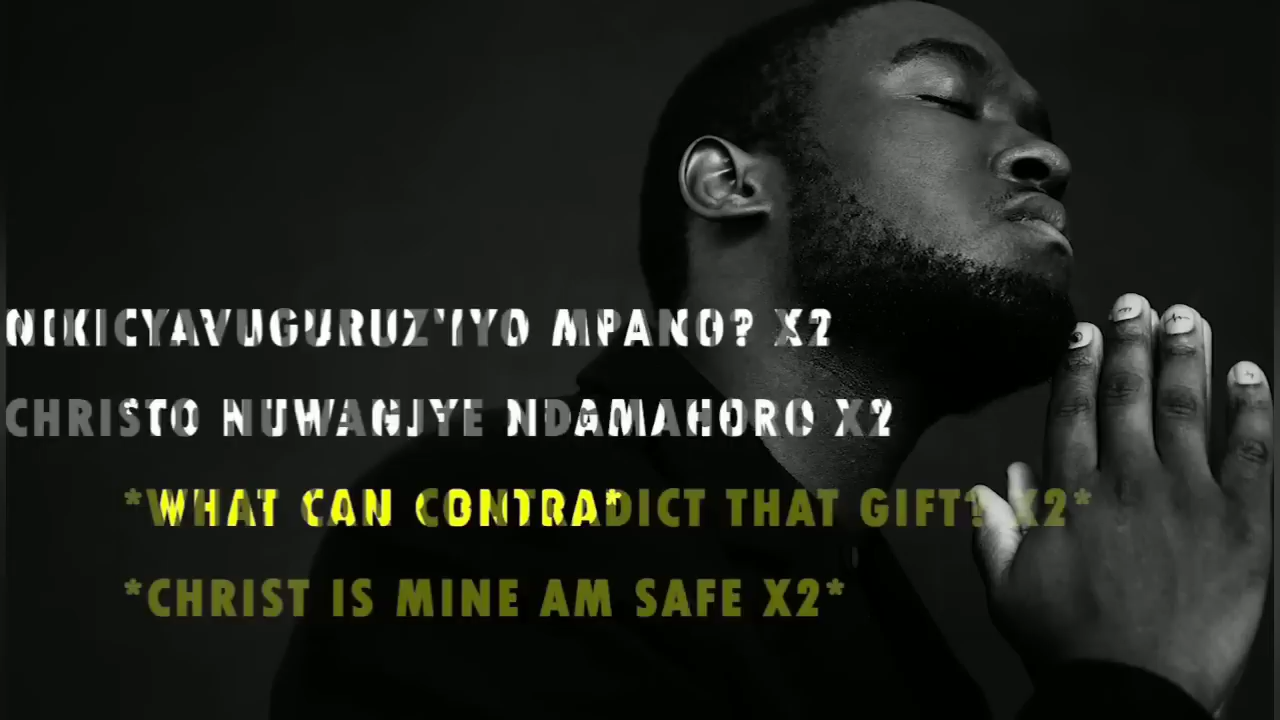 NIKICYAVUGURUZ'IYO MPANO? X2
CHRISTO NUWAGJYE NDAMAHORO X2
*WHAT CAN CONTRADICT THAT GIFT? X2*
*CHRIST IS MINE AM SAFE X2*